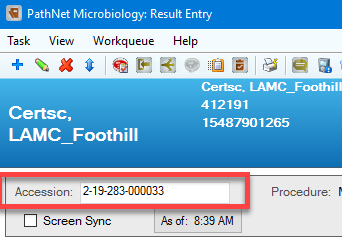 PathNet Microbiology: Result Entry
Task View Workqueue Help
Certsc, LAMC_Foothill
412191
15487901265
Certsc,
LAMC_Foothill
Accession: 2-19-283-000033 Procedure:
Screen Sync As of: 8:39 AM